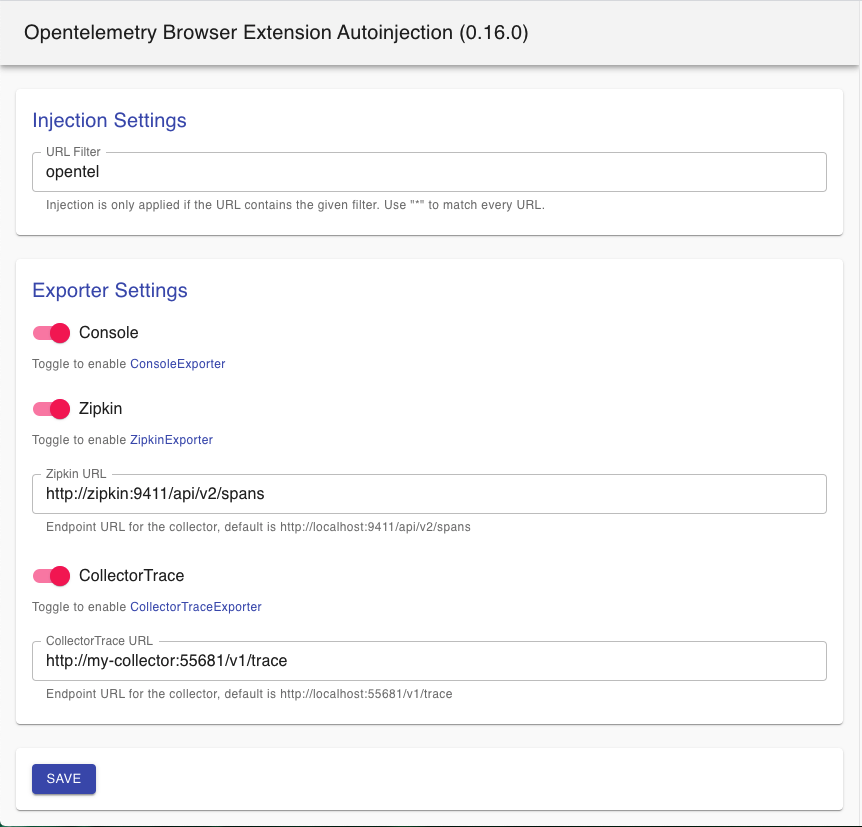 Opentelemetry Browser Extension Autoinjection (0.16.0)
Injection Settings
URL Filter
opentel
Injection is only applied if the URL contains the given filter. Use "*" to match every URL.
Exporter Settings
Console
Toggle to enable ConsoleExporter
Zipkin
Toggle to enable ZipkinExporter
Zipkin URL
http://zipkin:9411/api/v2/spans
Endpoint URL for the collector, default is http://localhost:9411/api/v2/spans
CollectorTrace
Toggle to enable CollectorTraceExporter
CollectorTrace URL
http://my-collector:55681/v1/trace
Endpoint URL for the collector, default is http://localhost:55681/v1/trace
SAVE